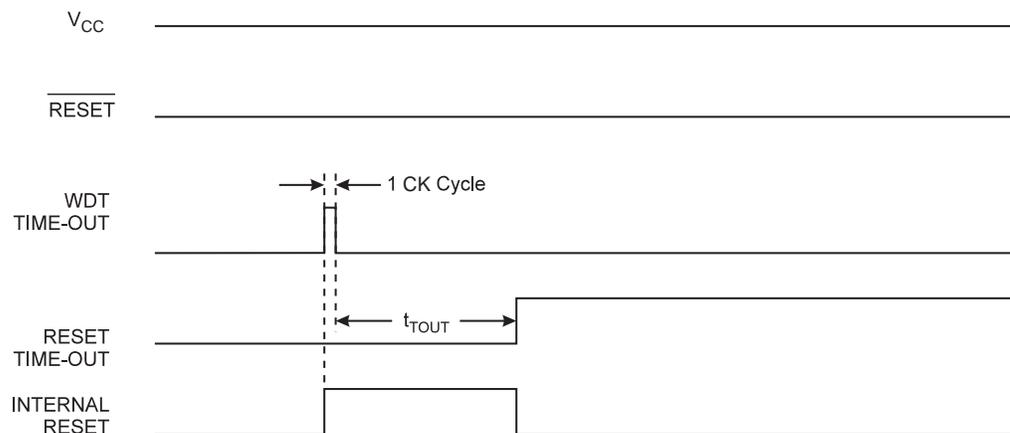 VCC
RESET
1 CK Cycle
WDT
TIME-OUT
tTOUT
RESET
TIME-OUT
INTERNAL
RESET